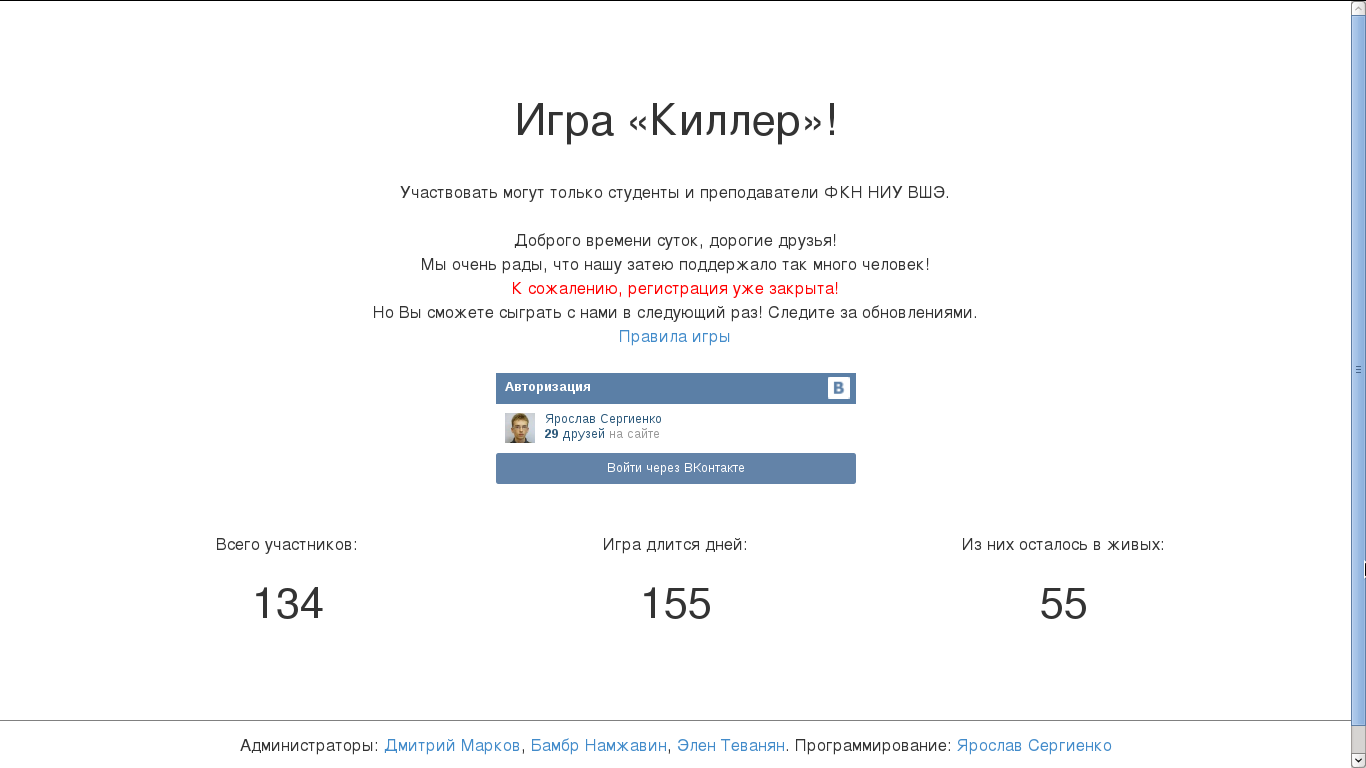 Игра «Киллер»!
Участвовать могут только студенты и преподаватели ФКН НИУ ВШЭ.
Доброго времени суток, дорогие друзья!
Мы очень рады, что нашу затею поддержало так много человек!
К сожалению, регистрация уже закрыта!
Но Вы сможете сыграть с нами в следующий раз! Следите за обновлениями.
Правила игры
Авторизация B
Ярослав Сергиенко
29 друзей на сайте
Войти через ВКонтакте
Всего участников: Игра длится дней: Из них осталось в живых:
134 155 55
Администраторы: Дмитрий Марков, Бамбр Намжавин, Элен Теванян. Программирование: Ярослав Сергиенко